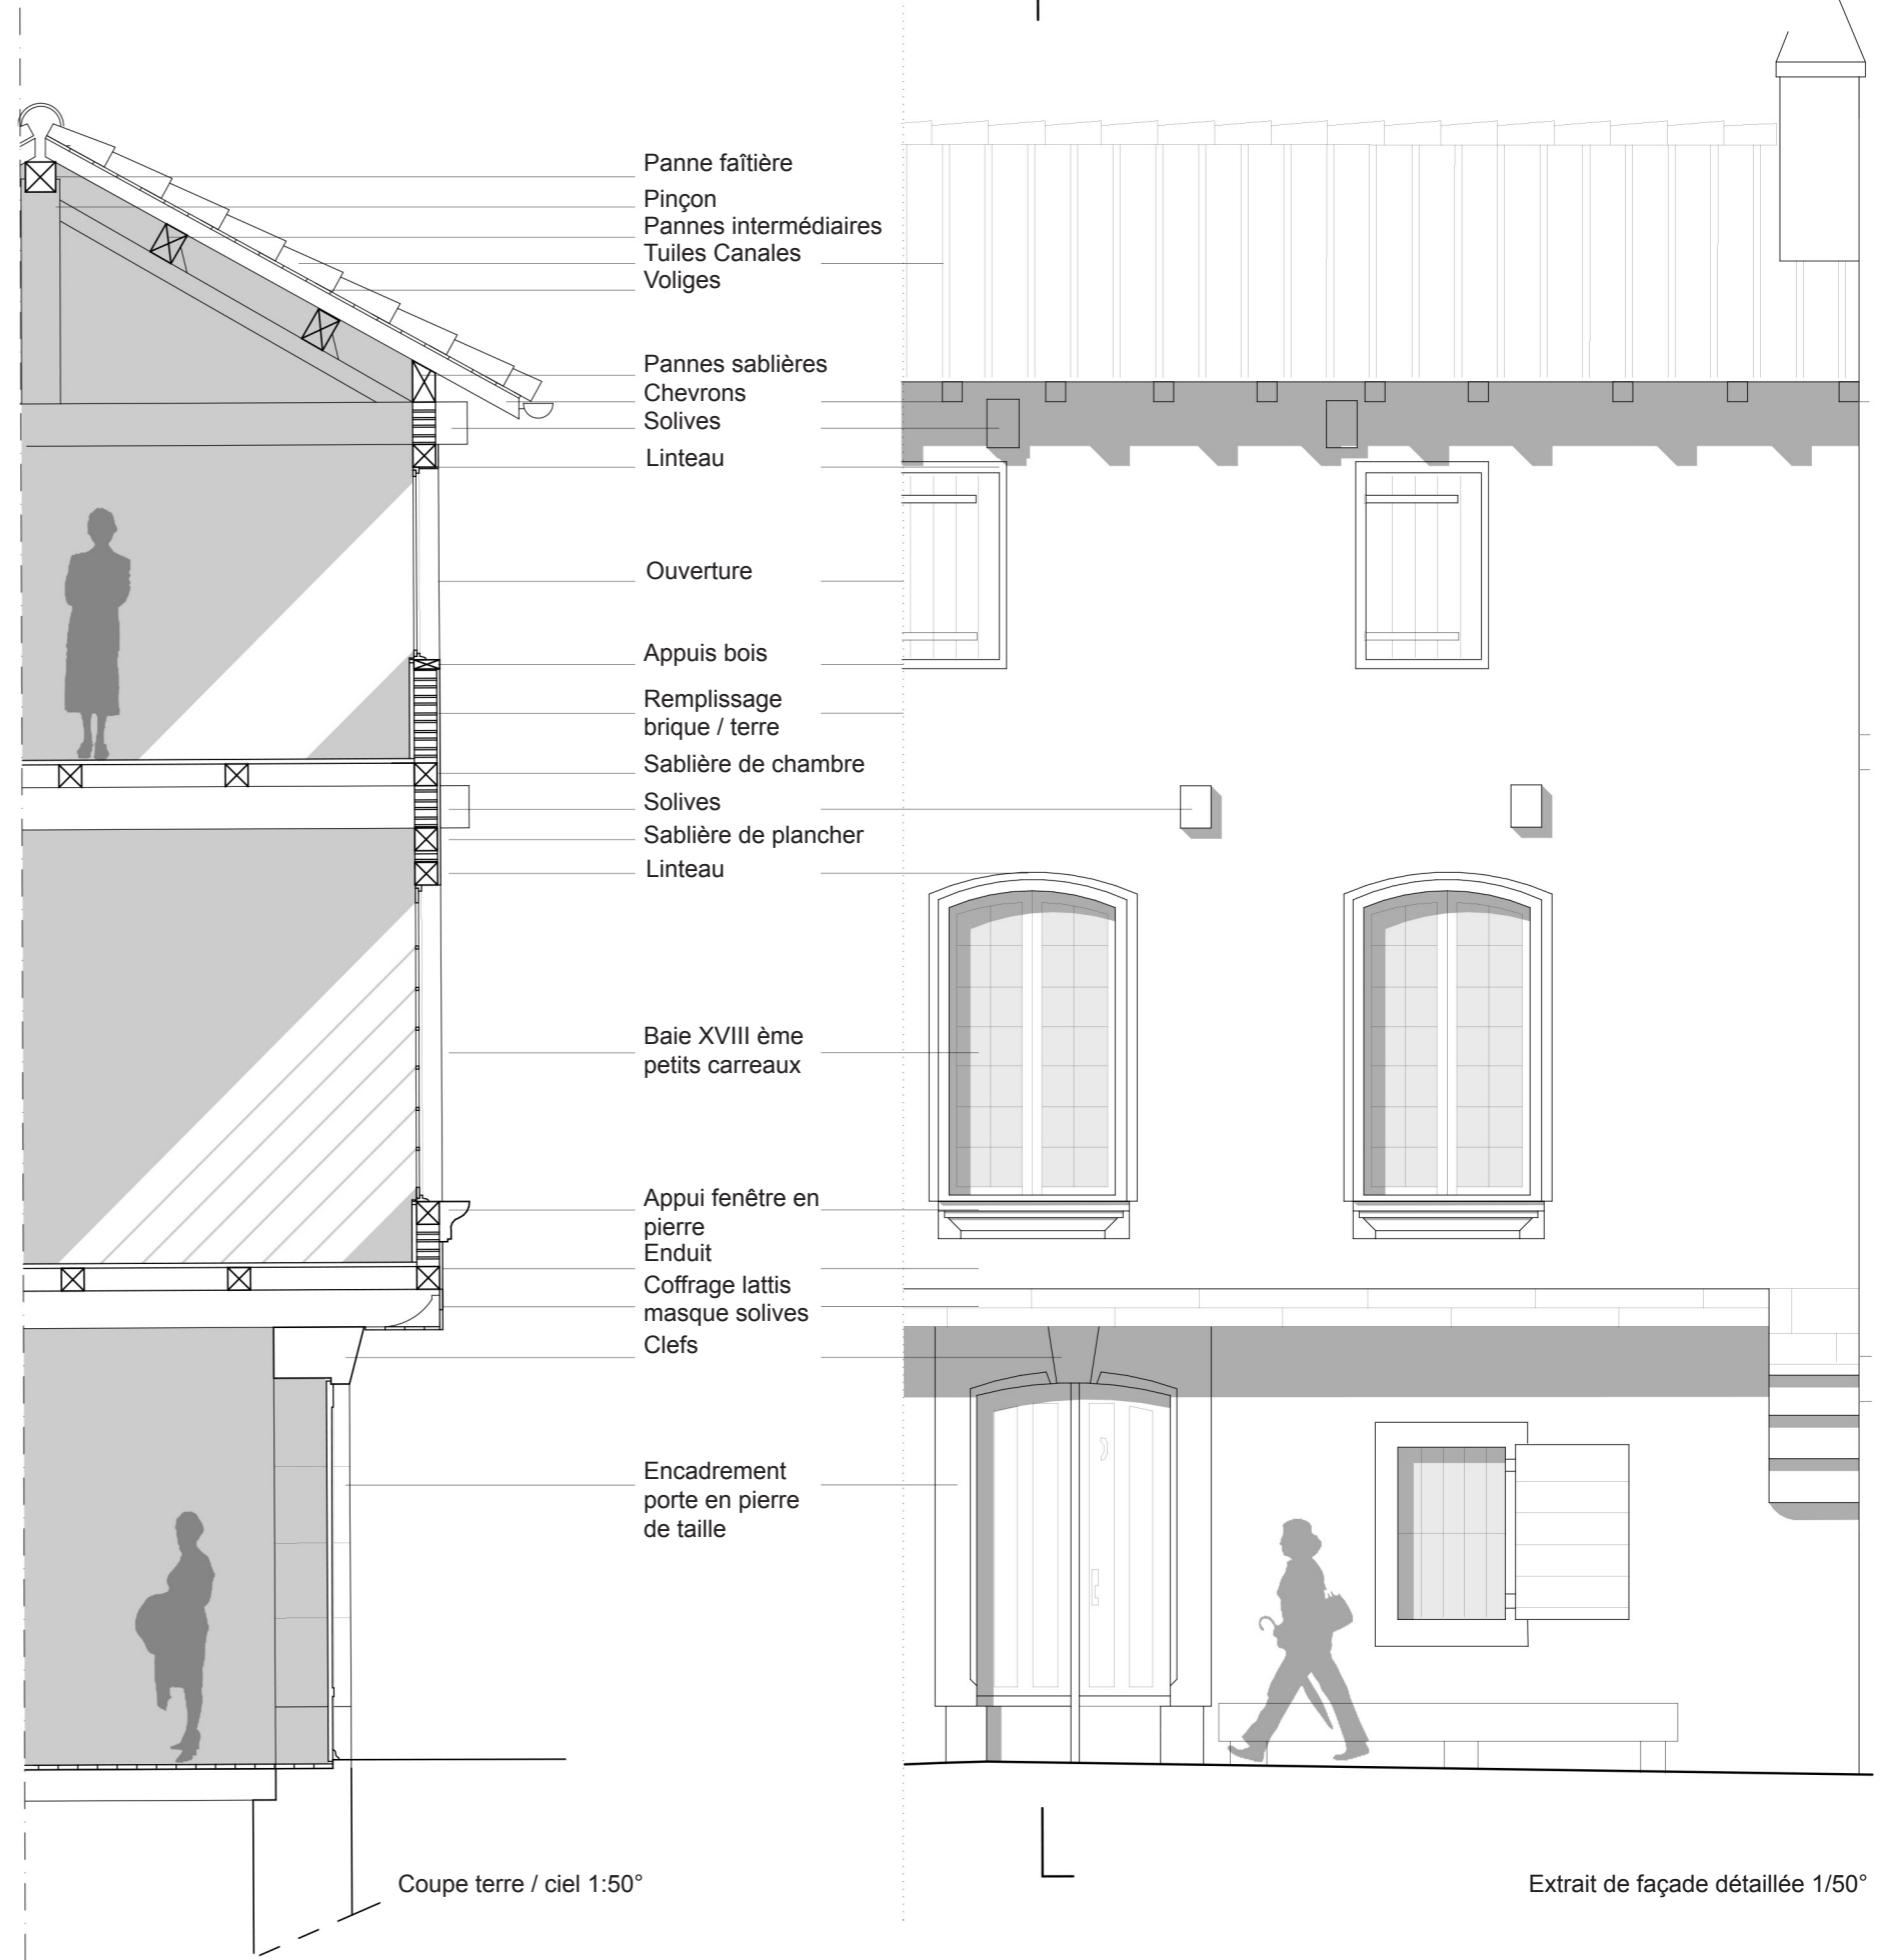 Panne faîtière
Pinçon
Pannes intermédiaires
Tuiles Canales
Voliges
Pannes sablières
Chevrons
Solives
Linteau
Ouverture
Appuis bois
Remplissage
brique / terre
Sablière de chambre
Solives
Sablière de plancher
Linteau
Baie XVIII ème
petits carreaux
Appui fenêtre en
pierre
Enduit
Coffrage lattis
masque solives
Clefs
Encadrement
porte en pierre
de taille
Coupe terre / ciel 1:50°
Extrait de façade détaillée 1/50°